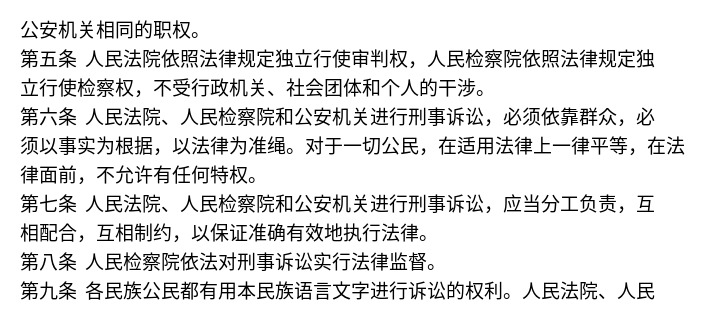 公安机关相同的职权。
第五条 人民法院依照法律规定独立行使审判权，人民检察院依照法律规定独
立行使检察权，不受行政机关、社会团体和个人的干涉。
第六条 人民法院、人民检察院和公安机关进行刑事诉讼，必须依靠群众，必
须以事实为根据，以法律为准绳。对于一切公民，在适用法律上一律平等，在法
律面前，不允许有任何特权。
第七条 人民法院、人民检察院和公安机关进行刑事诉讼，应当分工负责，互
相配合，互相制约，以保证准确有效地执行法律。
第八条 人民检察院依法对刑事诉讼实行法律监督。
第九条 各民族公民都有用本民族语言文字进行诉讼的权利。人民法院、人民